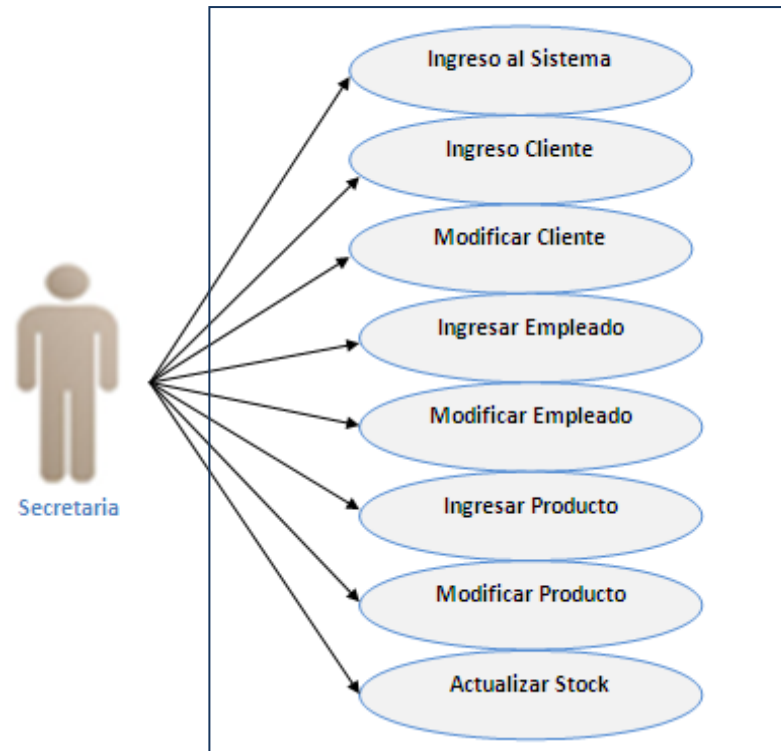 Ingreso al Sistema
Ingreso Cliente
Modificar Cliente
Ingresar Empleado
Modificar Empleado
Secretaria
Ingresar Producto
Modificar Producto
Actualizar Stock